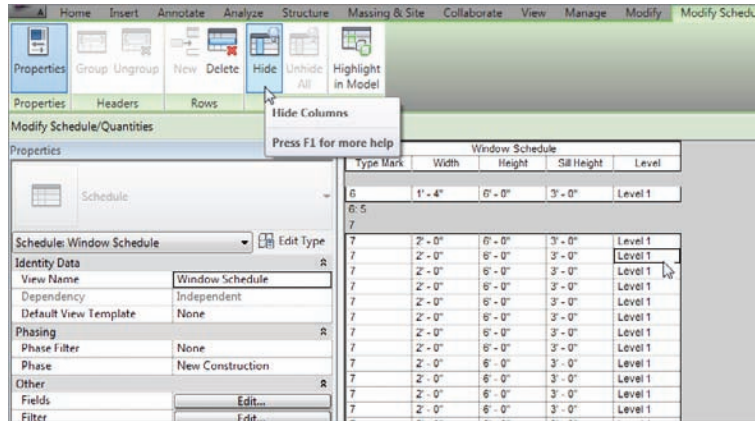 Home Insert Annotate Analyze Structure Massing & Site Collaborate View Manage Modify Modify Schedu
Properties Group Ungroup New Delete Hide Unhide All Highlight in Model
Properties Headers Rows
Hide Columns
Press F1 for more help
Modify Schedule/Quantities
Properties
Schedule
Schedule: Window Schedule Edit Type
Identity Data
View Name Window Schedule
Dependency Independent
Default View Template None
Phasing
Phase Filter None
Phase New Construction
Other
Fields Edit...
Filter Edit...
Window Schedule
Type Mark Width Height Sill Height Level
6 1' - 4" 6' - 0" 3' - 0" Level 1
6: 5
7
7 2' - 0" 6' - 0" 3' - 0" Level 1
7 2' - 0" 6' - 0" 3' - 0" Level 1
7 2' - 0" 6' - 0" 3' - 0" Level 1
7 2' - 0" 6' - 0" 3' - 0" Level 1
7 2' - 0" 6' - 0" 3' - 0" Level 1
7 2' - 0" 6' - 0" 3' - 0" Level 1
7 2' - 0" 6' - 0" 3' - 0" Level 1
7 2' - 0" 6' - 0" 3' - 0" Level 1
7 2' - 0" 6' - 0" 3' - 0" Level 1
7 2' - 0" 6' - 0" 3' - 0" Level 1
7 2' - 0" 6' - 0" 3' - 0" Level 1
7 2' - 0" 6' - 0" 3' - 0" Level 1